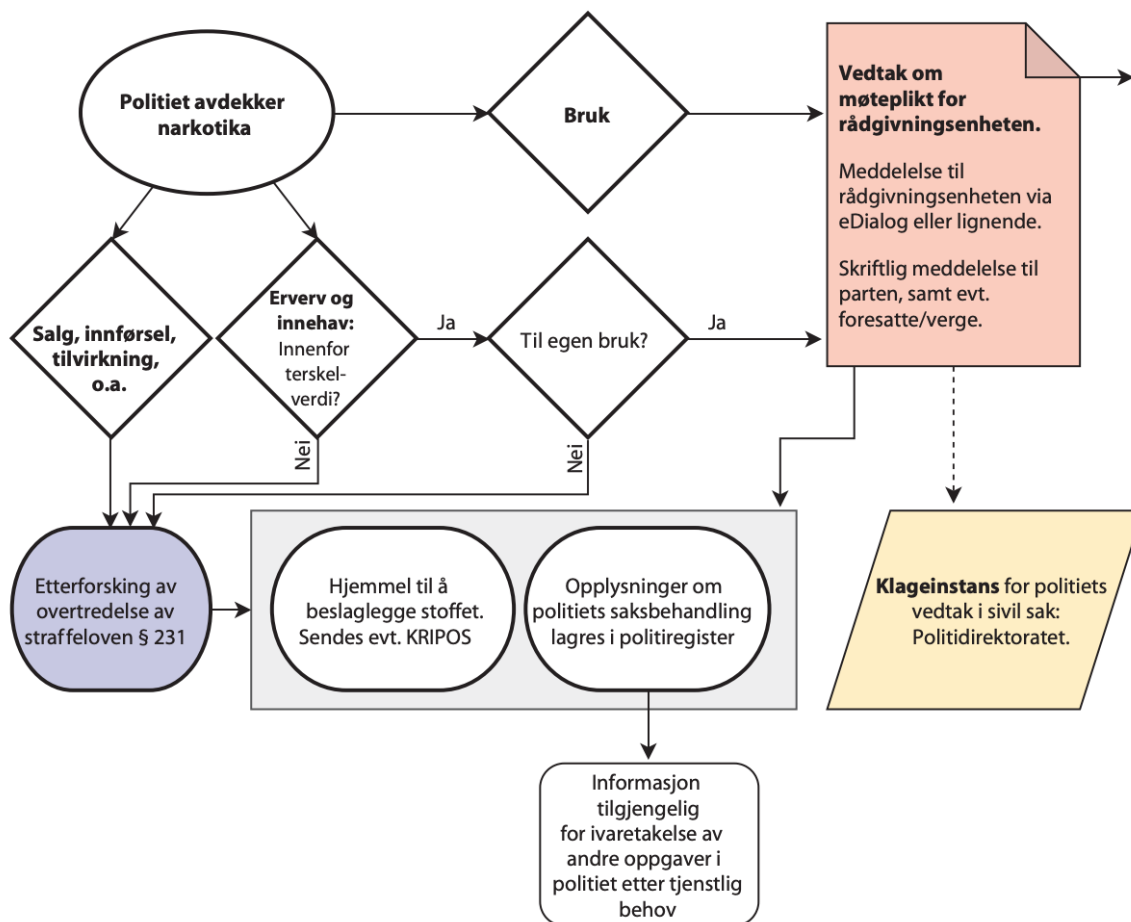 Politiet avdekker
narkotika
Bruk
Vedtak om
møteplikt for
rådgivningsenheten.
Meddelelse til
rådgivningsenheten via
eDialog eller lignende.
Skriftlig meddelelse til
parten, samt evt.
foresatte/verge.
Salg, innførsel,
tilvirkning,
o.a.
Erverv og
innehav:
Innenfor
terskel-
verdi?
Ja
Til egen bruk?
Ja
Nei
Nei
Etterforsking av
overtredelse av
straffeloven § 231
Hjemmel til å
beslaglegge stoffet.
Sendes evt. KRIPOS
Opplysninger om
politiets saksbehandling
lagres i politiregister
Klageinstans for politiets
vedtak i sivil sak:
Politidirektoratet.
Informasjon
tilgjengelig
for ivaretakelse av
andre oppgaver i
politiet etter tjenstlig
behov